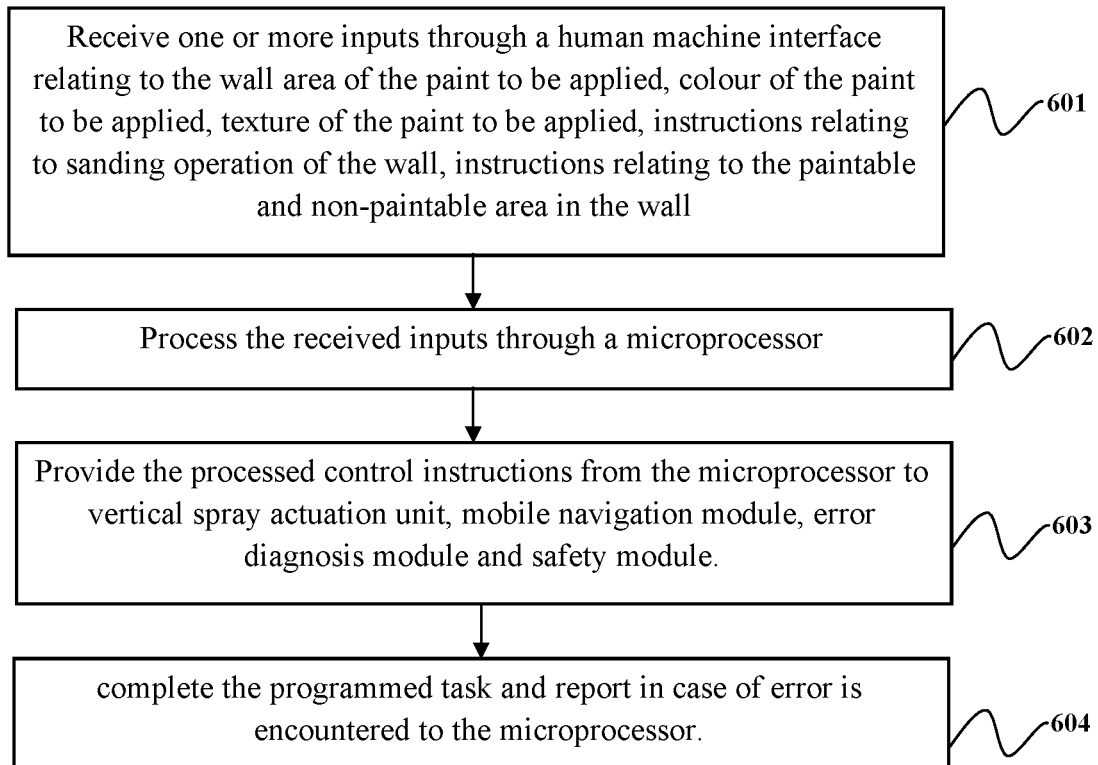 Receive one or more inputs through a human machine interface
relating to the wall area of the paint to be applied, colour of the paint
to be applied, texture of the paint to be applied, instructions relating
to sanding operation of the wall, instructions relating to the paintable
and non-paintable area in the wall
601
Process the received inputs through a microprocessor
602
Provide the processed control instructions from the microprocessor to
vertical spray actuation unit, mobile navigation module, error
diagnosis module and safety module.
603
complete the programmed task and report in case of error is
encountered to the microprocessor.
604